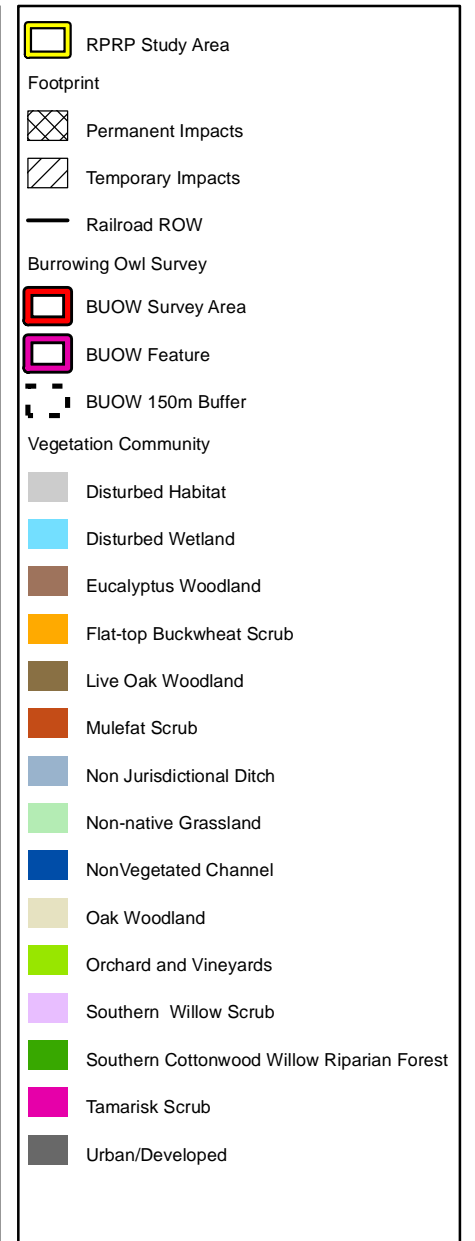 RPRP Study Area
Footprint
Permanent Impacts
Temporary Impacts
Railroad ROW
Burrowing Owl Survey
BUOW Survey Area
BUOW Feature
BUOW 150m Buffer
Vegetation Community
Disturbed Habitat
Disturbed Wetland
Eucalyptus Woodland
Flat-top Buckwheat Scrub
Live Oak Woodland
Mulefat Scrub
Non Jurisdictional Ditch
Non-native Grassland
NonVegetated Channel
Oak Woodland
Orchard and Vineyards
Southern  Willow Scrub
Southern Cottonwood Willow Riparian Forest
Tamarisk Scrub
Urban/Developed